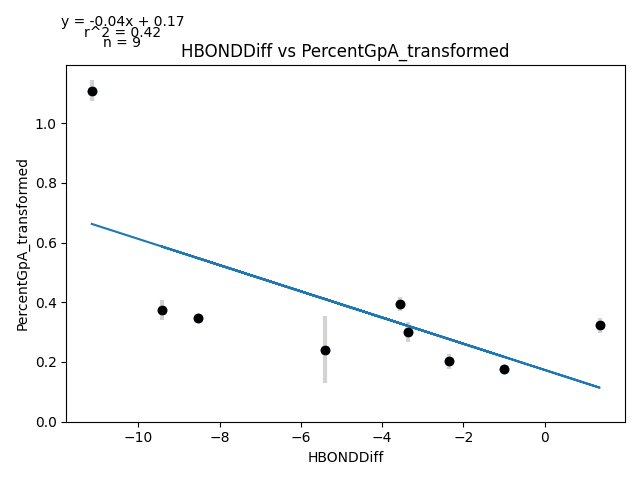 y = -0.04x + 0.17
r^2 = 0.42
n = 9
HBONDDiff vs PercentGpA_transformed
PercentGpA_transformed
1.0
0.8
0.6
0.4
0.2
0.0
−10
−8
−6
−4
−2
0
HBONDDiff